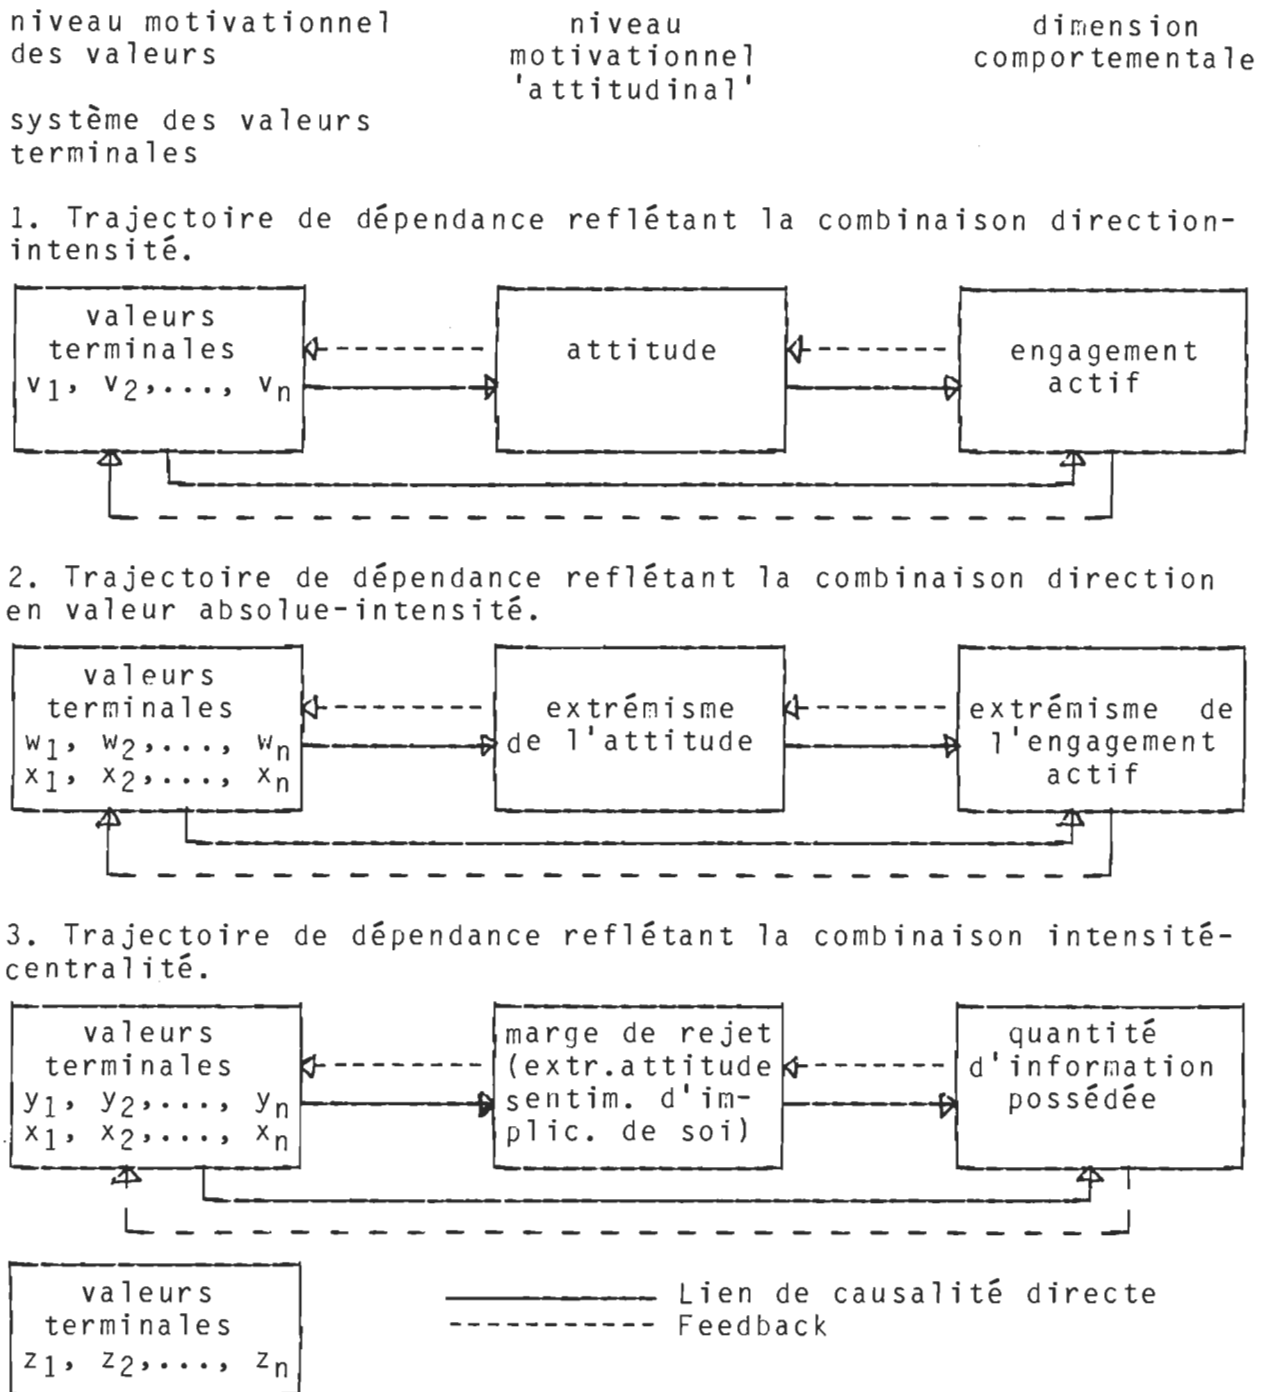 niveau motivationnel
des valeurs
niveau
motivationnel
'attitudinal'
dimension
comportementale
système des valeurs
terminales
1. Trajectoire de dépendance reflétant la combinaison direction-
intensité.
valeurs
terminales
v1, v2,..., vn
attitude
engagement
actif
2. Trajectoire de dépendance reflétant la combinaison direction
en valeur absolue-intensité.
valeurs
terminales
w1, w2,..., wn
x1, x2,..., xn
extrémisme
de l'attitude
extrémisme de
l'engagement
actif
3. Trajectoire de dépendance reflétant la combinaison intensité-
centralité.
valeurs
terminales
y1, y2,..., yn
x1, x2,..., xn
marge de rejet
(extr.attitude
sentim. d'im-
plic. de soi)
quantité
d'information
possédée
valeurs
terminales
z1, z2,..., zn
Lien de causalité directe
Feedback